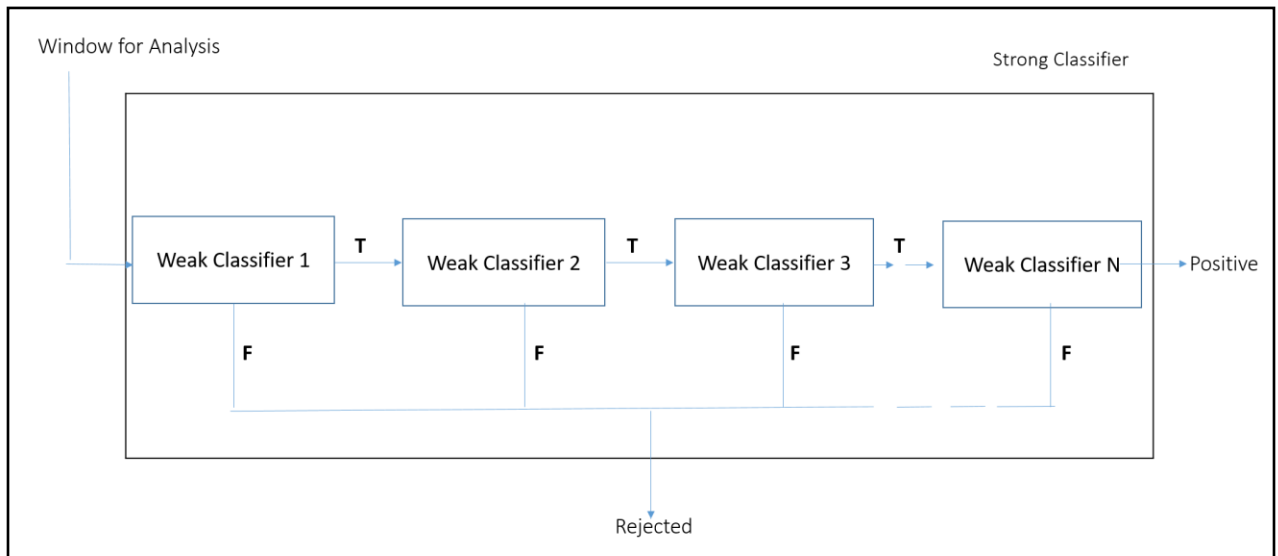 Window for Analysis
Strong Classifier
Weak Classifier 1
T
Weak Classifier 2
T
Weak Classifier 3
T
Weak Classifier N
Positive
F
F
F
F
Rejected